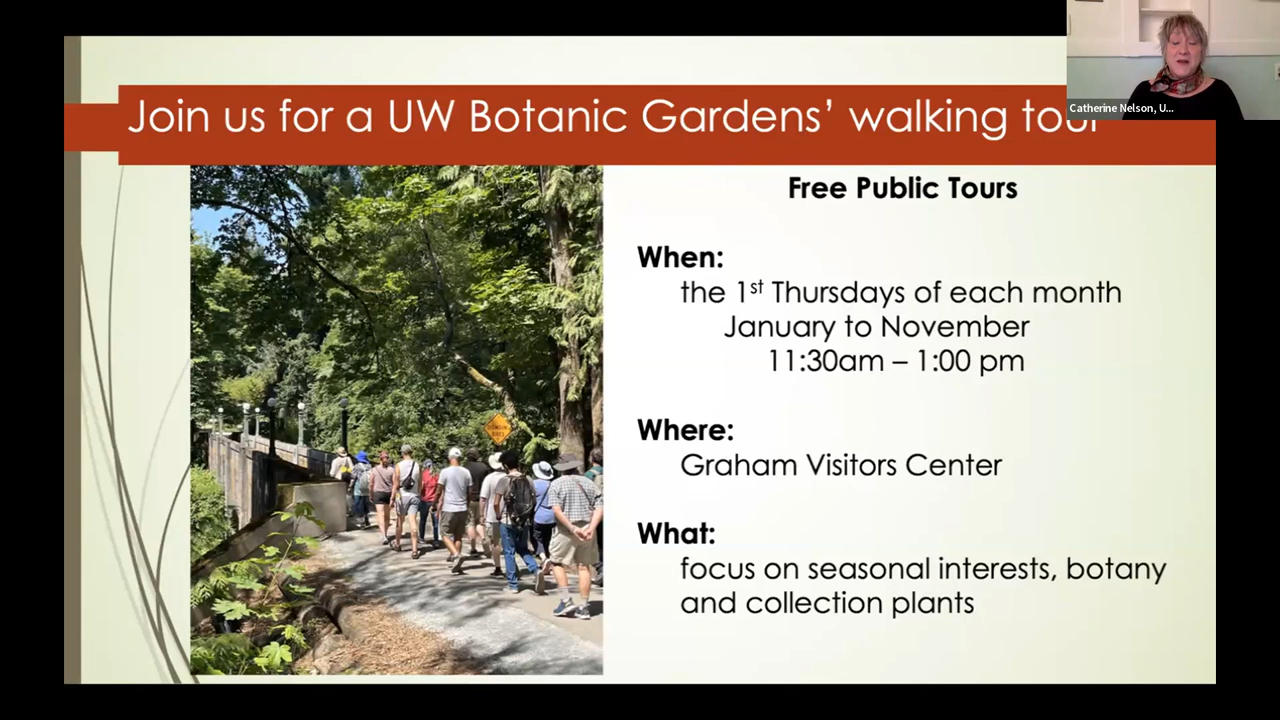 Join us for a UW Botanic Gardens’ walking tour
Catherine Nelson, U...
Free Public Tours
When:
the 1st Thursdays of each month
January to November
11:30am – 1:00 pm
Where:
Graham Visitors Center
What:
focus on seasonal interests, botany
and collection plants